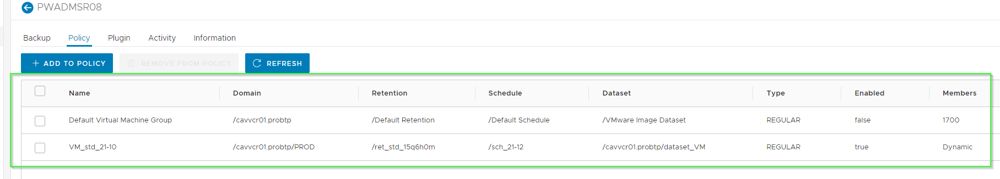 PWADMSR08
Backup Policy Plugin Activity Information
ADD TO POLICY REMOVE FROM POLICY REFRESH
Name Domain Retention Schedule Dataset Type Enabled Members
Default Virtual Machine Group /cavvcr01.probtp /Default Retention /Default Schedule /VMware Image Dataset REGULAR false 1700
VM_std_21-10 /cavvcr01.probtp/PROD /ret_std_15q6h0m /sch_21-12 /cavvcr01.probtp/dataset_VM REGULAR true Dynamic